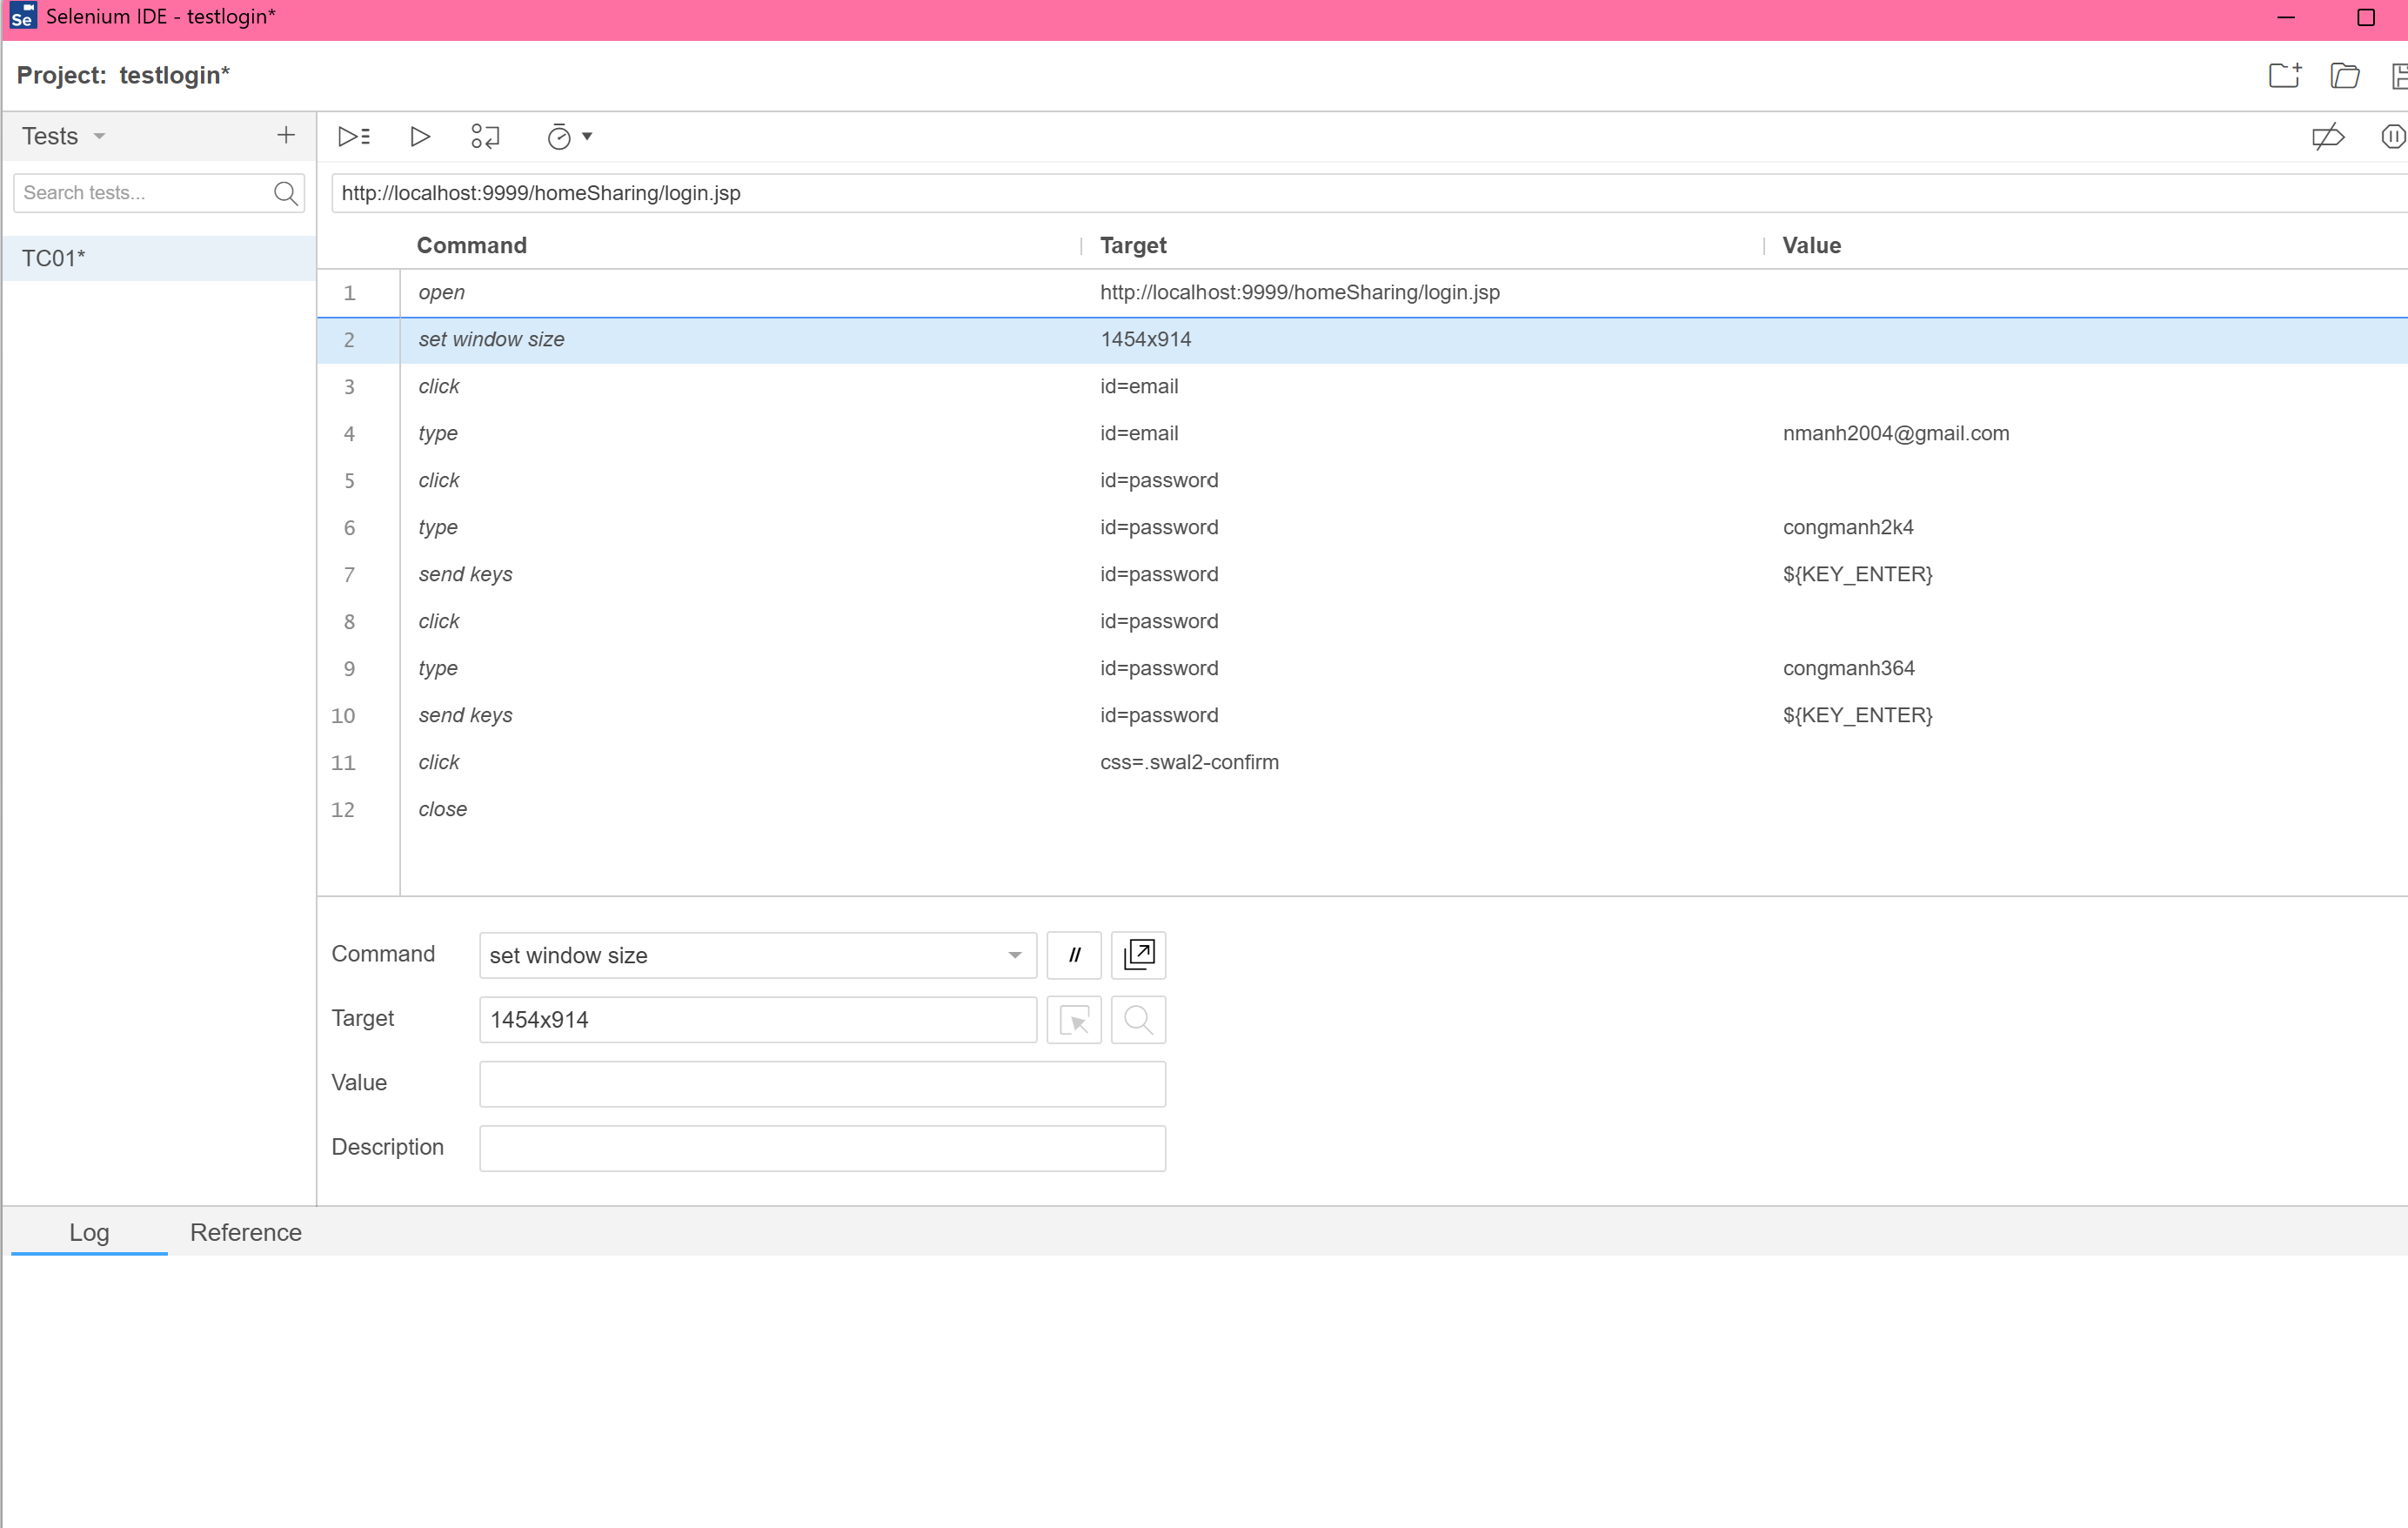 Se Selenium IDE - testlogin*
Project: testlogin*
Tests
Search tests...
http://localhost:9999/homeSharing/login.jsp
TC01*
Command Target Value
1 open http://localhost:9999/homeSharing/login.jsp
2 set window size 1454x914
3 click id=email
4 type id=email nmanh2004@gmail.com
5 click id=password
6 type id=password congmanh2k4
7 send keys id=password ${KEY_ENTER}
8 click id=password
9 type id=password congmanh364
10 send keys id=password ${KEY_ENTER}
11 click css=.swal2-confirm
12 close
Command set window size //
Target 1454x914
Value
Description
Log Reference